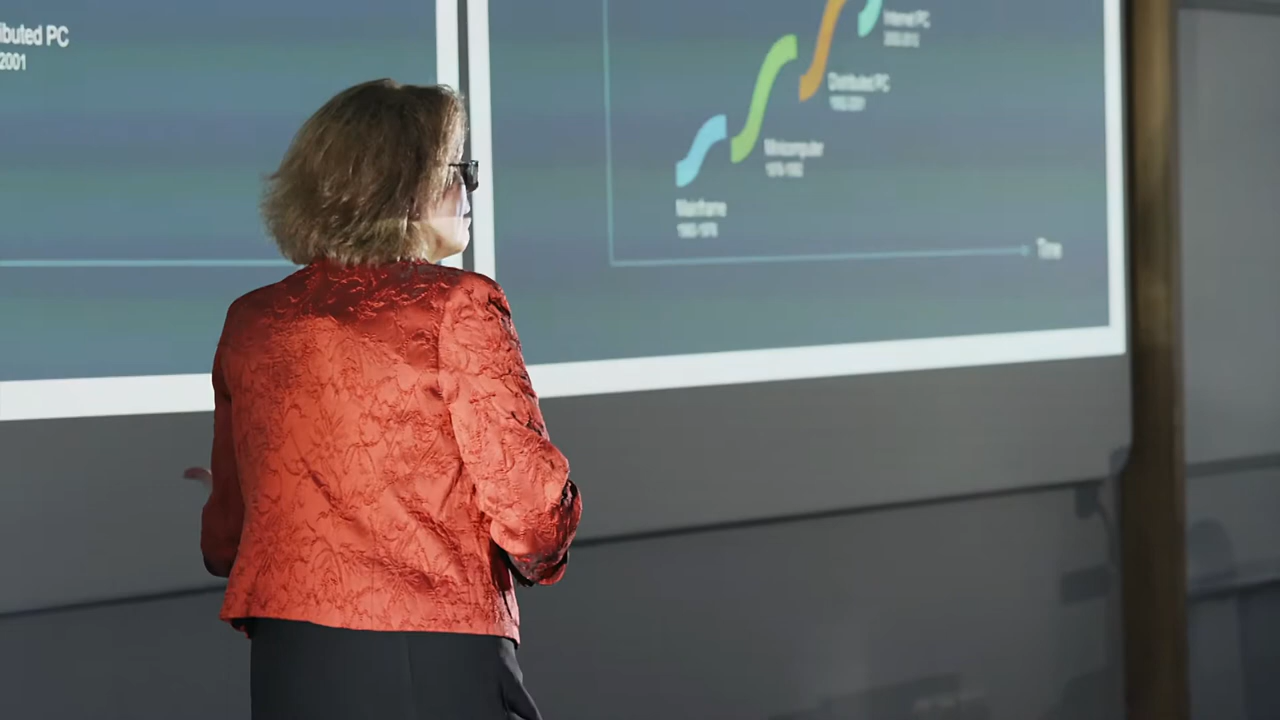 ibuted PC
2001
Internet PC
Distributed PC
Minicomputer
Mainframe
Time